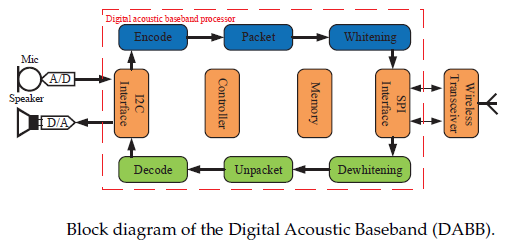 Digital acoustic baseband processor
Encode
Packet
Whitening
Mic
A/D
Speaker
D/A
I2C
Interface
Controller
Memory
SPI
Interface
Wireless
Transceiver
Decode
Unpacket
Dewhitening
Block diagram of the Digital Acoustic Baseband (DABB).